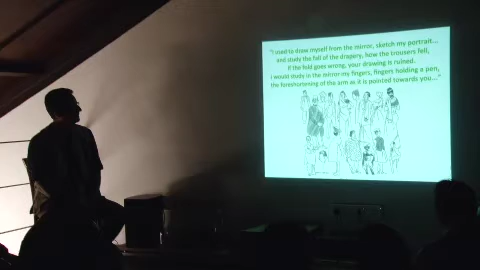 "I used to draw myself from the mirror, sketch my portrait...
and study the fall of the drapery, how the trousers fell,
if the fold goes wrong, your drawing is ruined.
I would study in the mirror my fingers, fingers holding a pen,
the foreshortening of the arm as it is pointed towards you..."